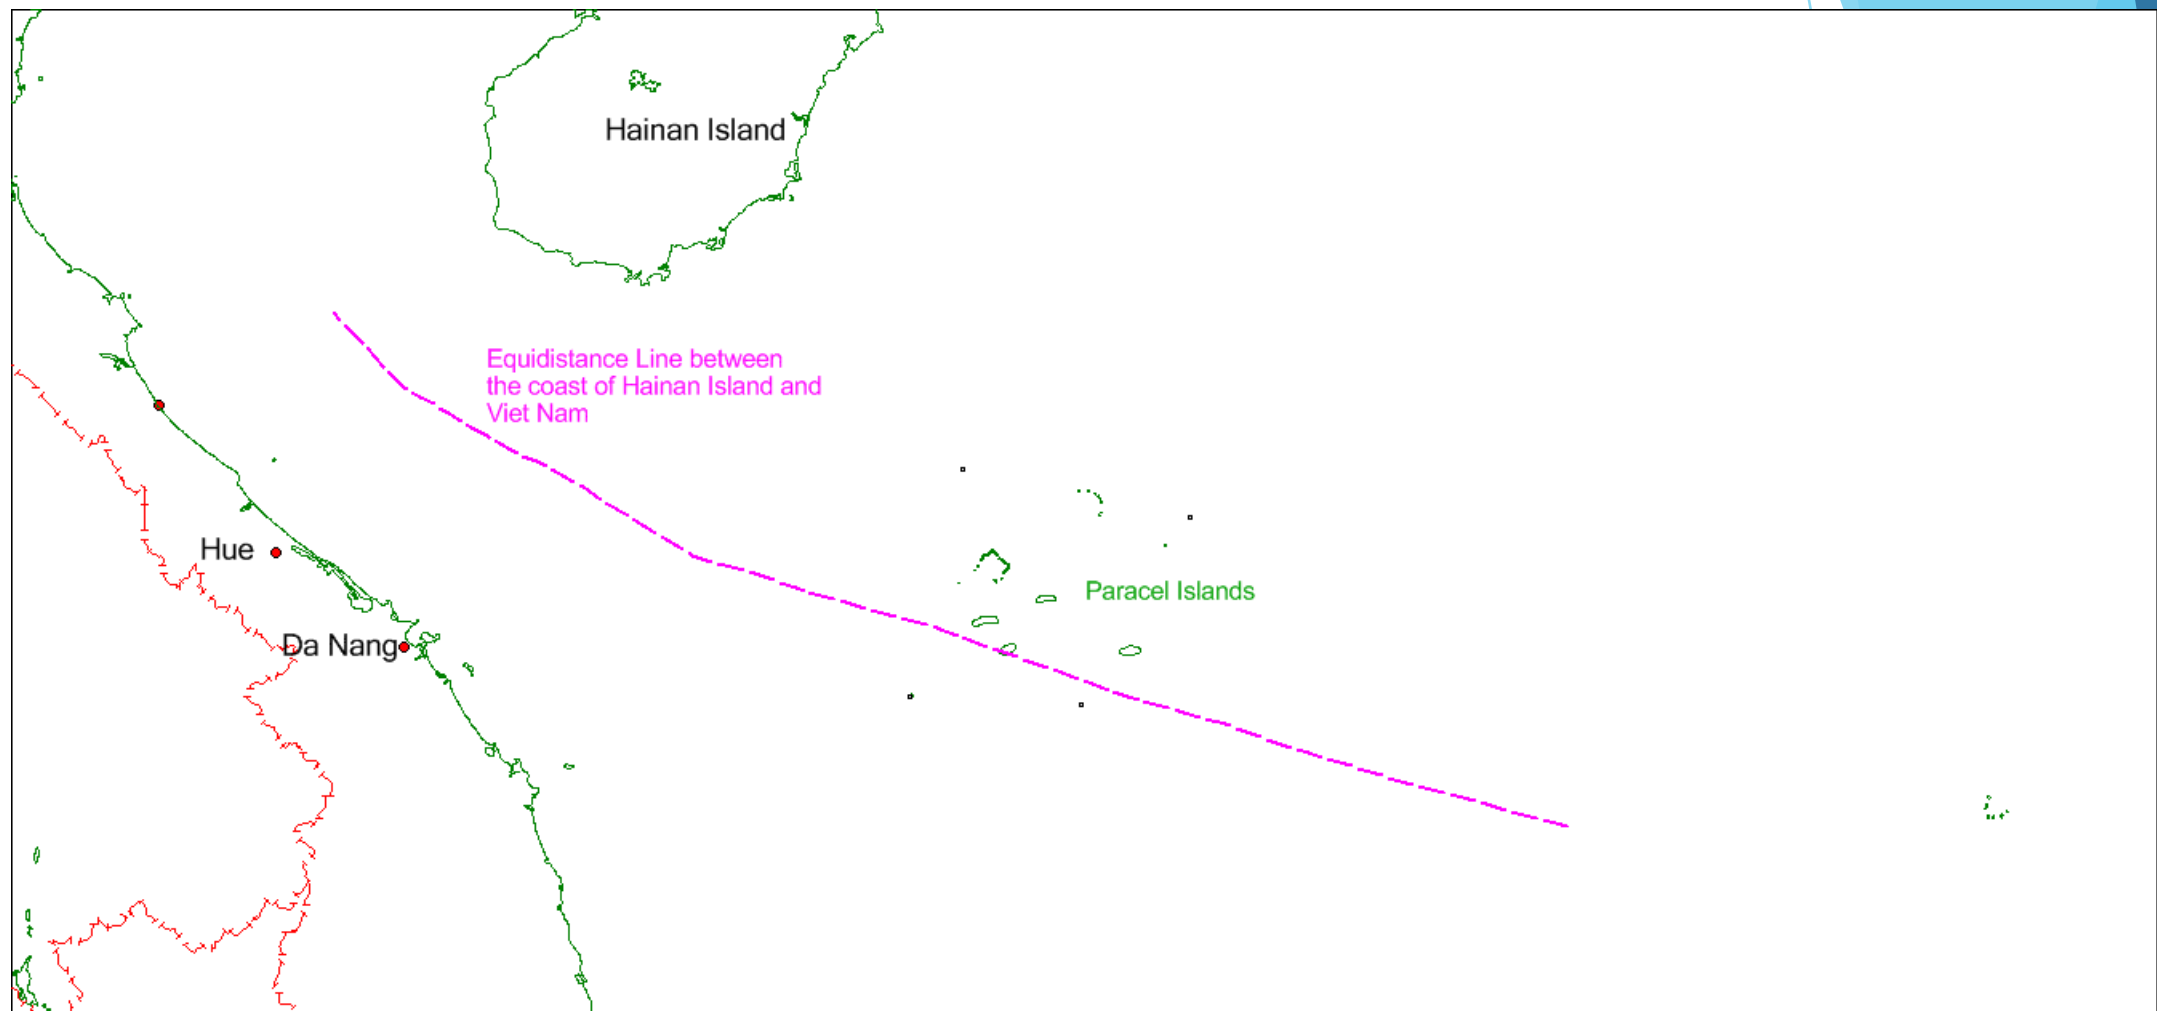 Hainan Island
Equidistance Line between
the coast of Hainan Island and
Viet Nam
Hue
Paracel Islands
Da Nang